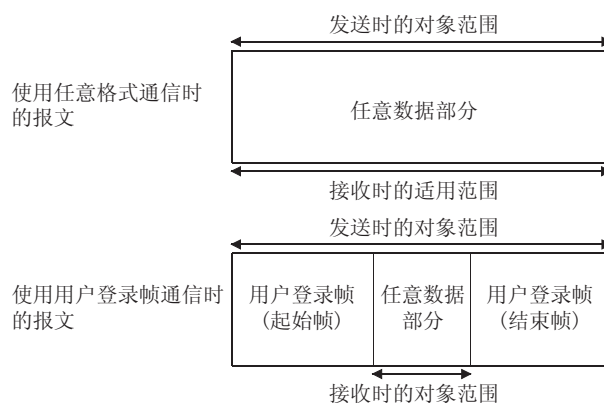 发送时的对象范围
使用任意格式通信时
的报文
任意数据部分
接收时的适用范围
发送时的对象范围
使用用户登录帧通信时
的报文
用户登录帧
(起始帧)
任意数据
部分
用户登录帧
(结束帧)
接收时的对象范围